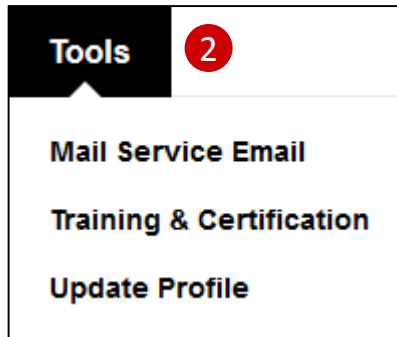 Tools 2
Mail Service Email
Training & Certification
Update Profile